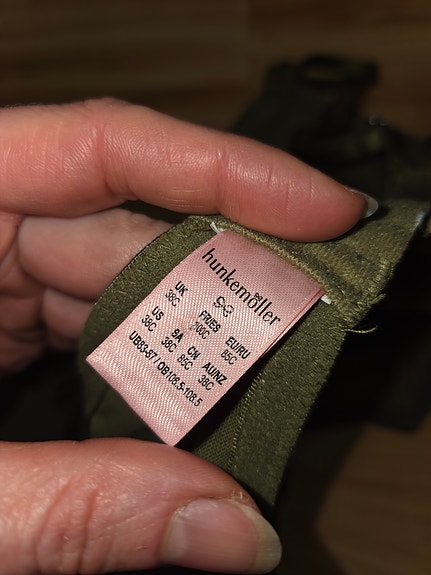 hunkemöller
UK FR/ES EU/RU
38C 100C 85C
US SA CN AU/NZ
38C 38C 85C 38C
UB83-87 / OB106.5-108.5